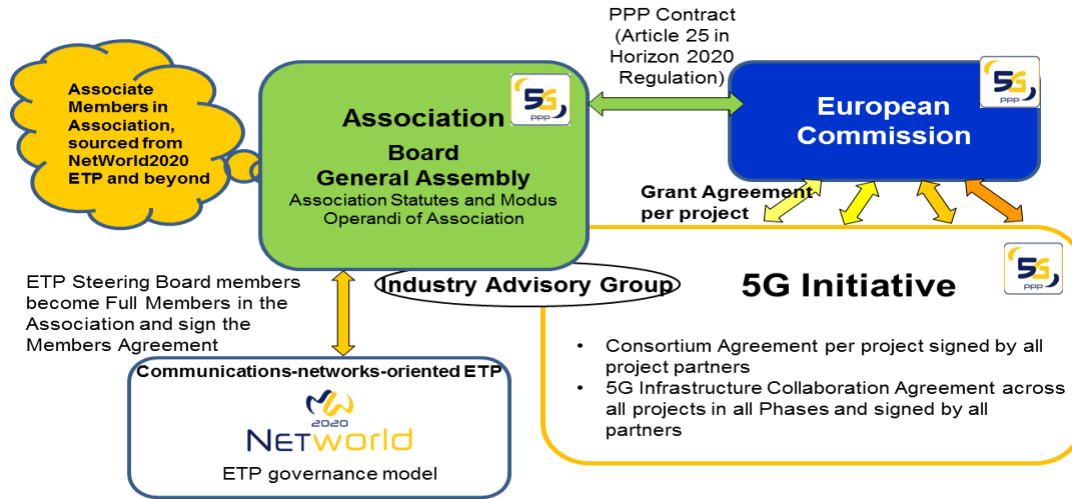 PPP Contract
(Article 25 in
Horizon 2020
Regulation)
Associate
Members in
Association,
sourced from
NetWorld2020
ETP and beyond
5G
PPP
Association
Board
General Assembly
Association Statutes and Modus
Operandi of Association
5G
PPP
European
Commission
Grant Agreement
per project
ETP Steering Board members
become Full Members in the
Association and sign the
Members Agreement
Industry Advisory Group
5G Initiative
5G
PPP
• Consortium Agreement per project signed by all
project partners
• 5G Infrastructure Collaboration Agreement across
all projects in all Phases and signed by all
partners
Communications-networks-oriented ETP
2020
NETworld
ETP governance model